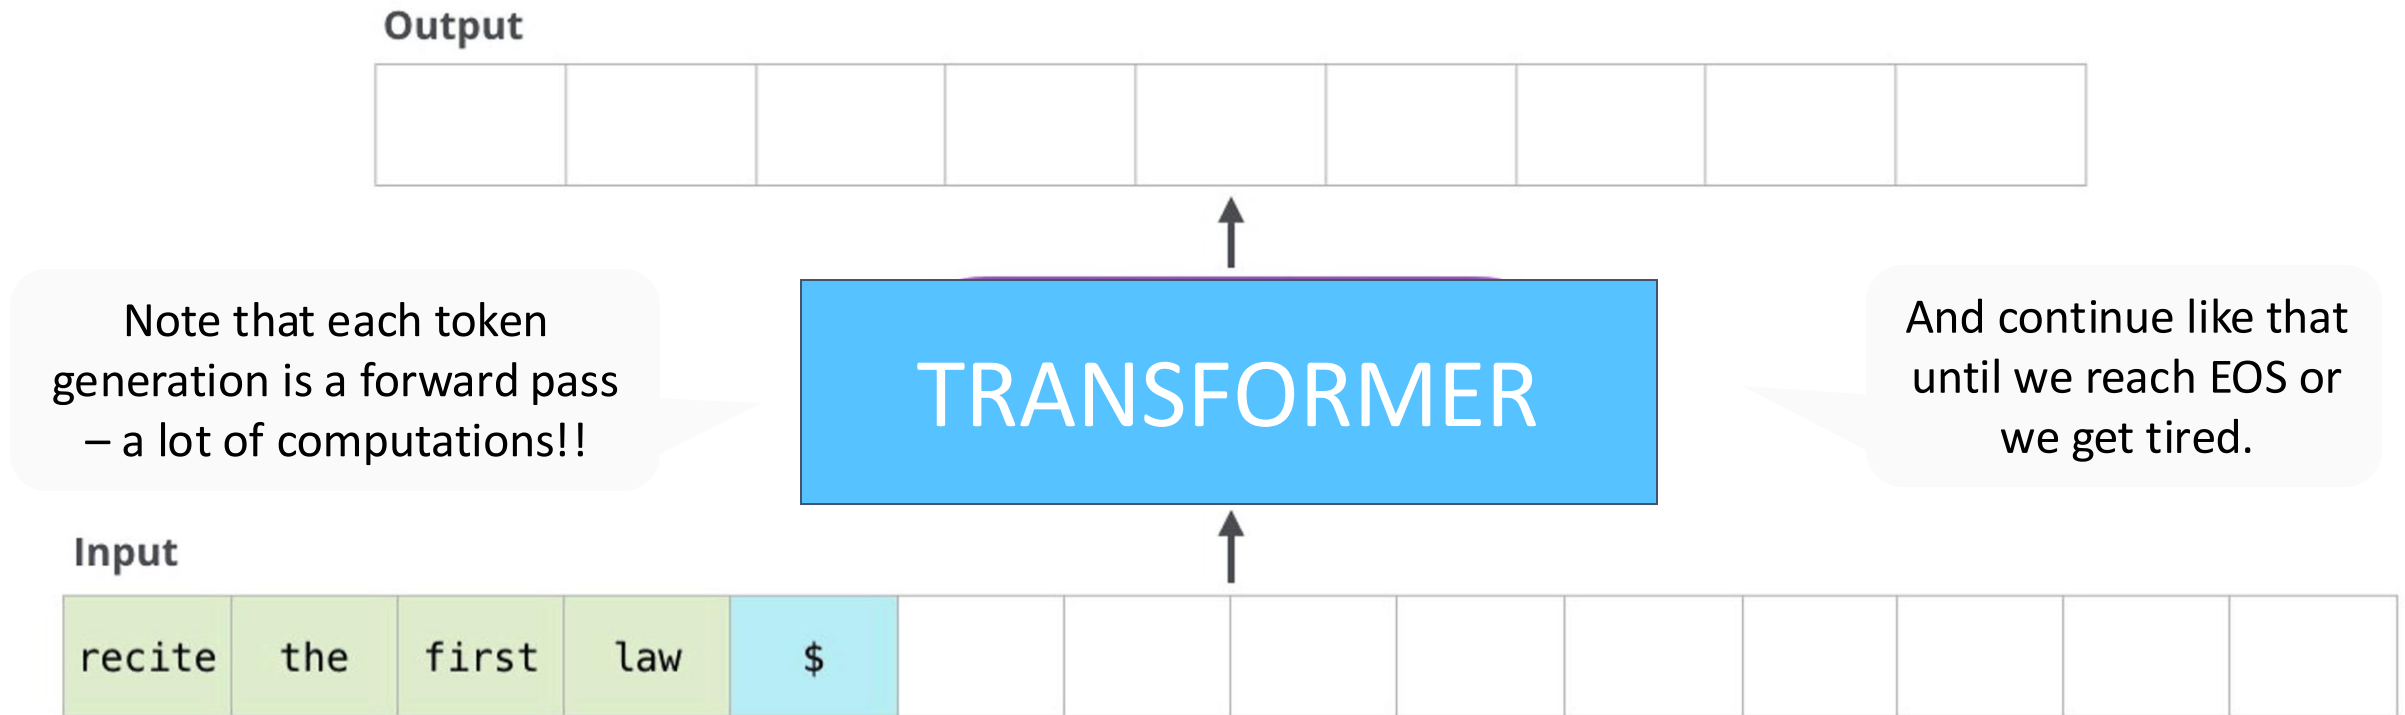 Output
Note that each token
generation is a forward pass
– a lot of computations!!
TRANSFORMER
And continue like that
until we reach EOS or
we get tired.
Input
recite the first law $